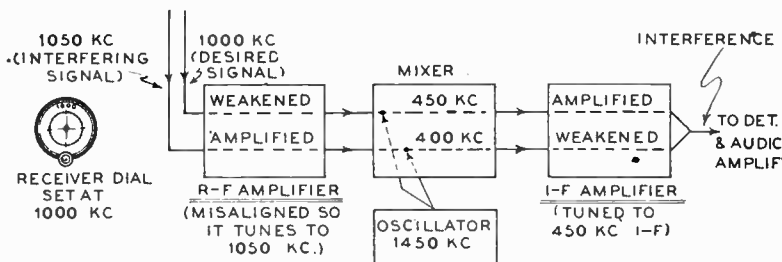 1050 KC
(INTERFERING
SIGNAL)
1000 KC
(DESIRED
SIGNAL)
RECEIVER DIAL
SET AT
1000 KC
WEAKENED
AMPLIFIED
R-F AMPLIFIER
(MISALIGNED SO
IT TUNES TO
1050 KC.)
MIXER
450 KC
400 KC
OSCILLATOR
1450 KC
AMPLIFIED
WEAKENED
I-F AMPLIFIER
(TUNED TO
450 KC I-F)
INTERFERENCE
TO DET.
& AUDIO
AMPLIF